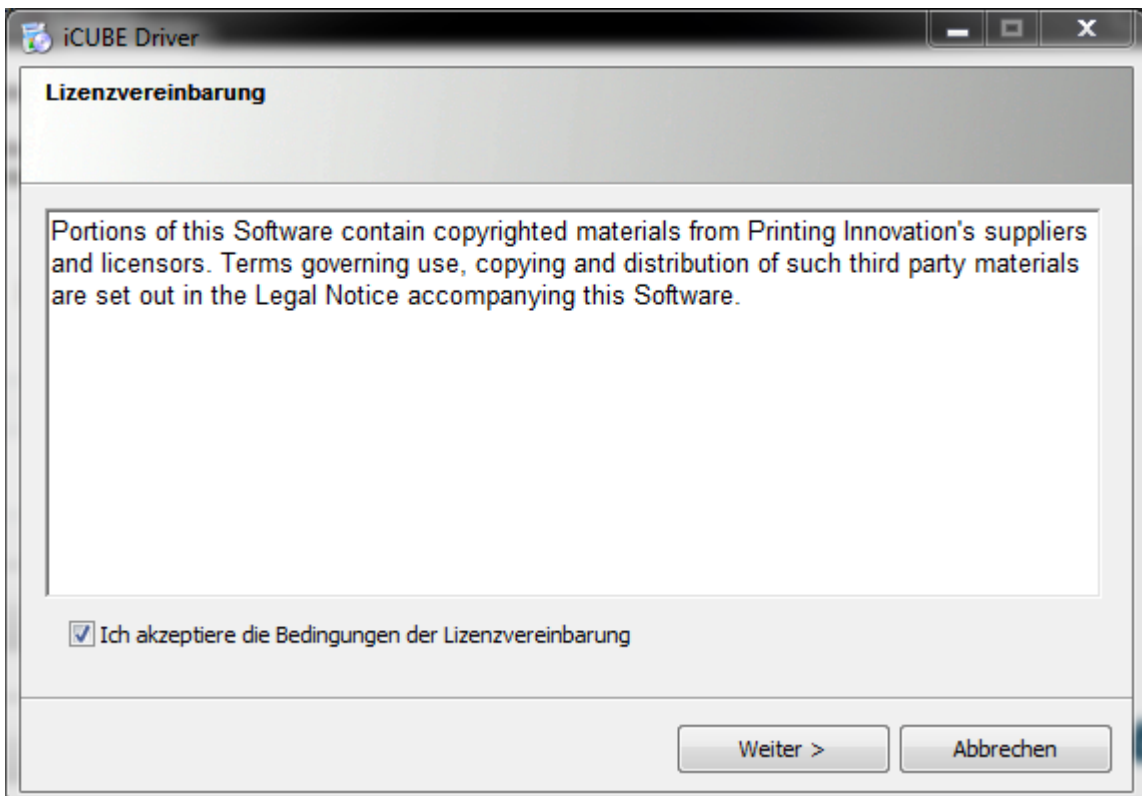 iCUBE Driver
Lizenzvereinbarung
Portions of this Software contain copyrighted materials from Printing Innovation's suppliers
and licensors. Terms governing use, copying and distribution of such third party materials
are set out in the Legal Notice accompanying this Software.
Ich akzeptiere die Bedingungen der Lizenzvereinbarung
Weiter > Abbrechen